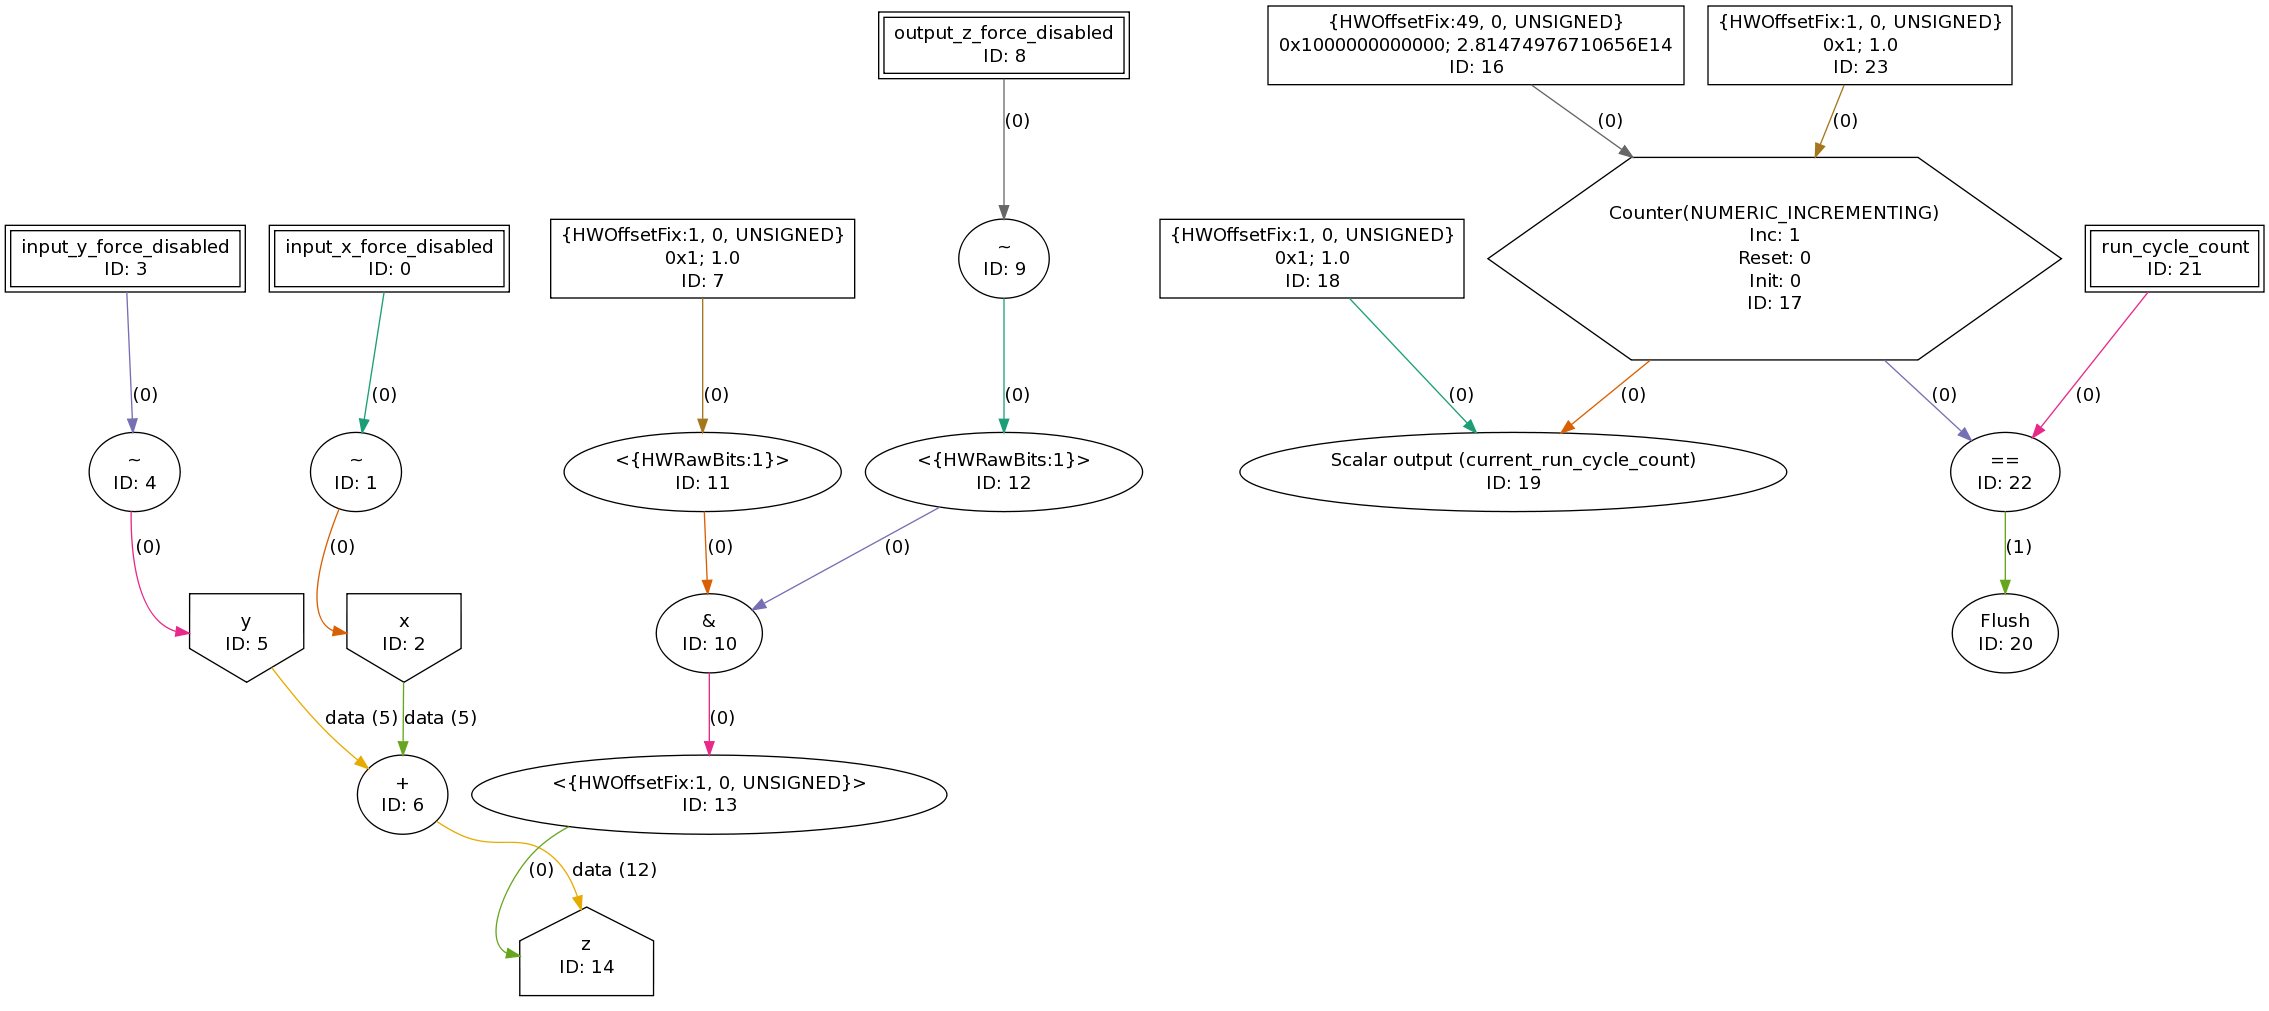 output_z_force_disabled
ID: 8
{HWOffsetFix:49, 0, UNSIGNED}
0x1000000000000; 2.81474976710656E14
ID: 16
{HWOffsetFix:1, 0, UNSIGNED}
0x1; 1.0
ID: 23
(0)
(0)
(0)
input_y_force_disabled
ID: 3
input_x_force_disabled
ID: 0
{HWOffsetFix:1, 0, UNSIGNED}
0x1; 1.0
ID: 7
~
ID: 9
{HWOffsetFix:1, 0, UNSIGNED}
0x1; 1.0
ID: 18
Counter(NUMERIC_INCREMENTING)
Inc: 1
Reset: 0
Init: 0
ID: 17
run_cycle_count
ID: 21
(0)
(0)
(0)
(0)
(0)
(0)
(0)
(0)
~
ID: 4
~
ID: 1
<{HWRawBits:1}>
ID: 11
<{HWRawBits:1}>
ID: 12
Scalar output (current_run_cycle_count)
ID: 19
==
ID: 22
(0)
(0)
(0)
(0)
(1)
y
ID: 5
x
ID: 2
&
ID: 10
Flush
ID: 20
data (5)
data (5)
(0)
+
ID: 6
<{HWOffsetFix:1, 0, UNSIGNED}>
ID: 13
(0)
data (12)
z
ID: 14